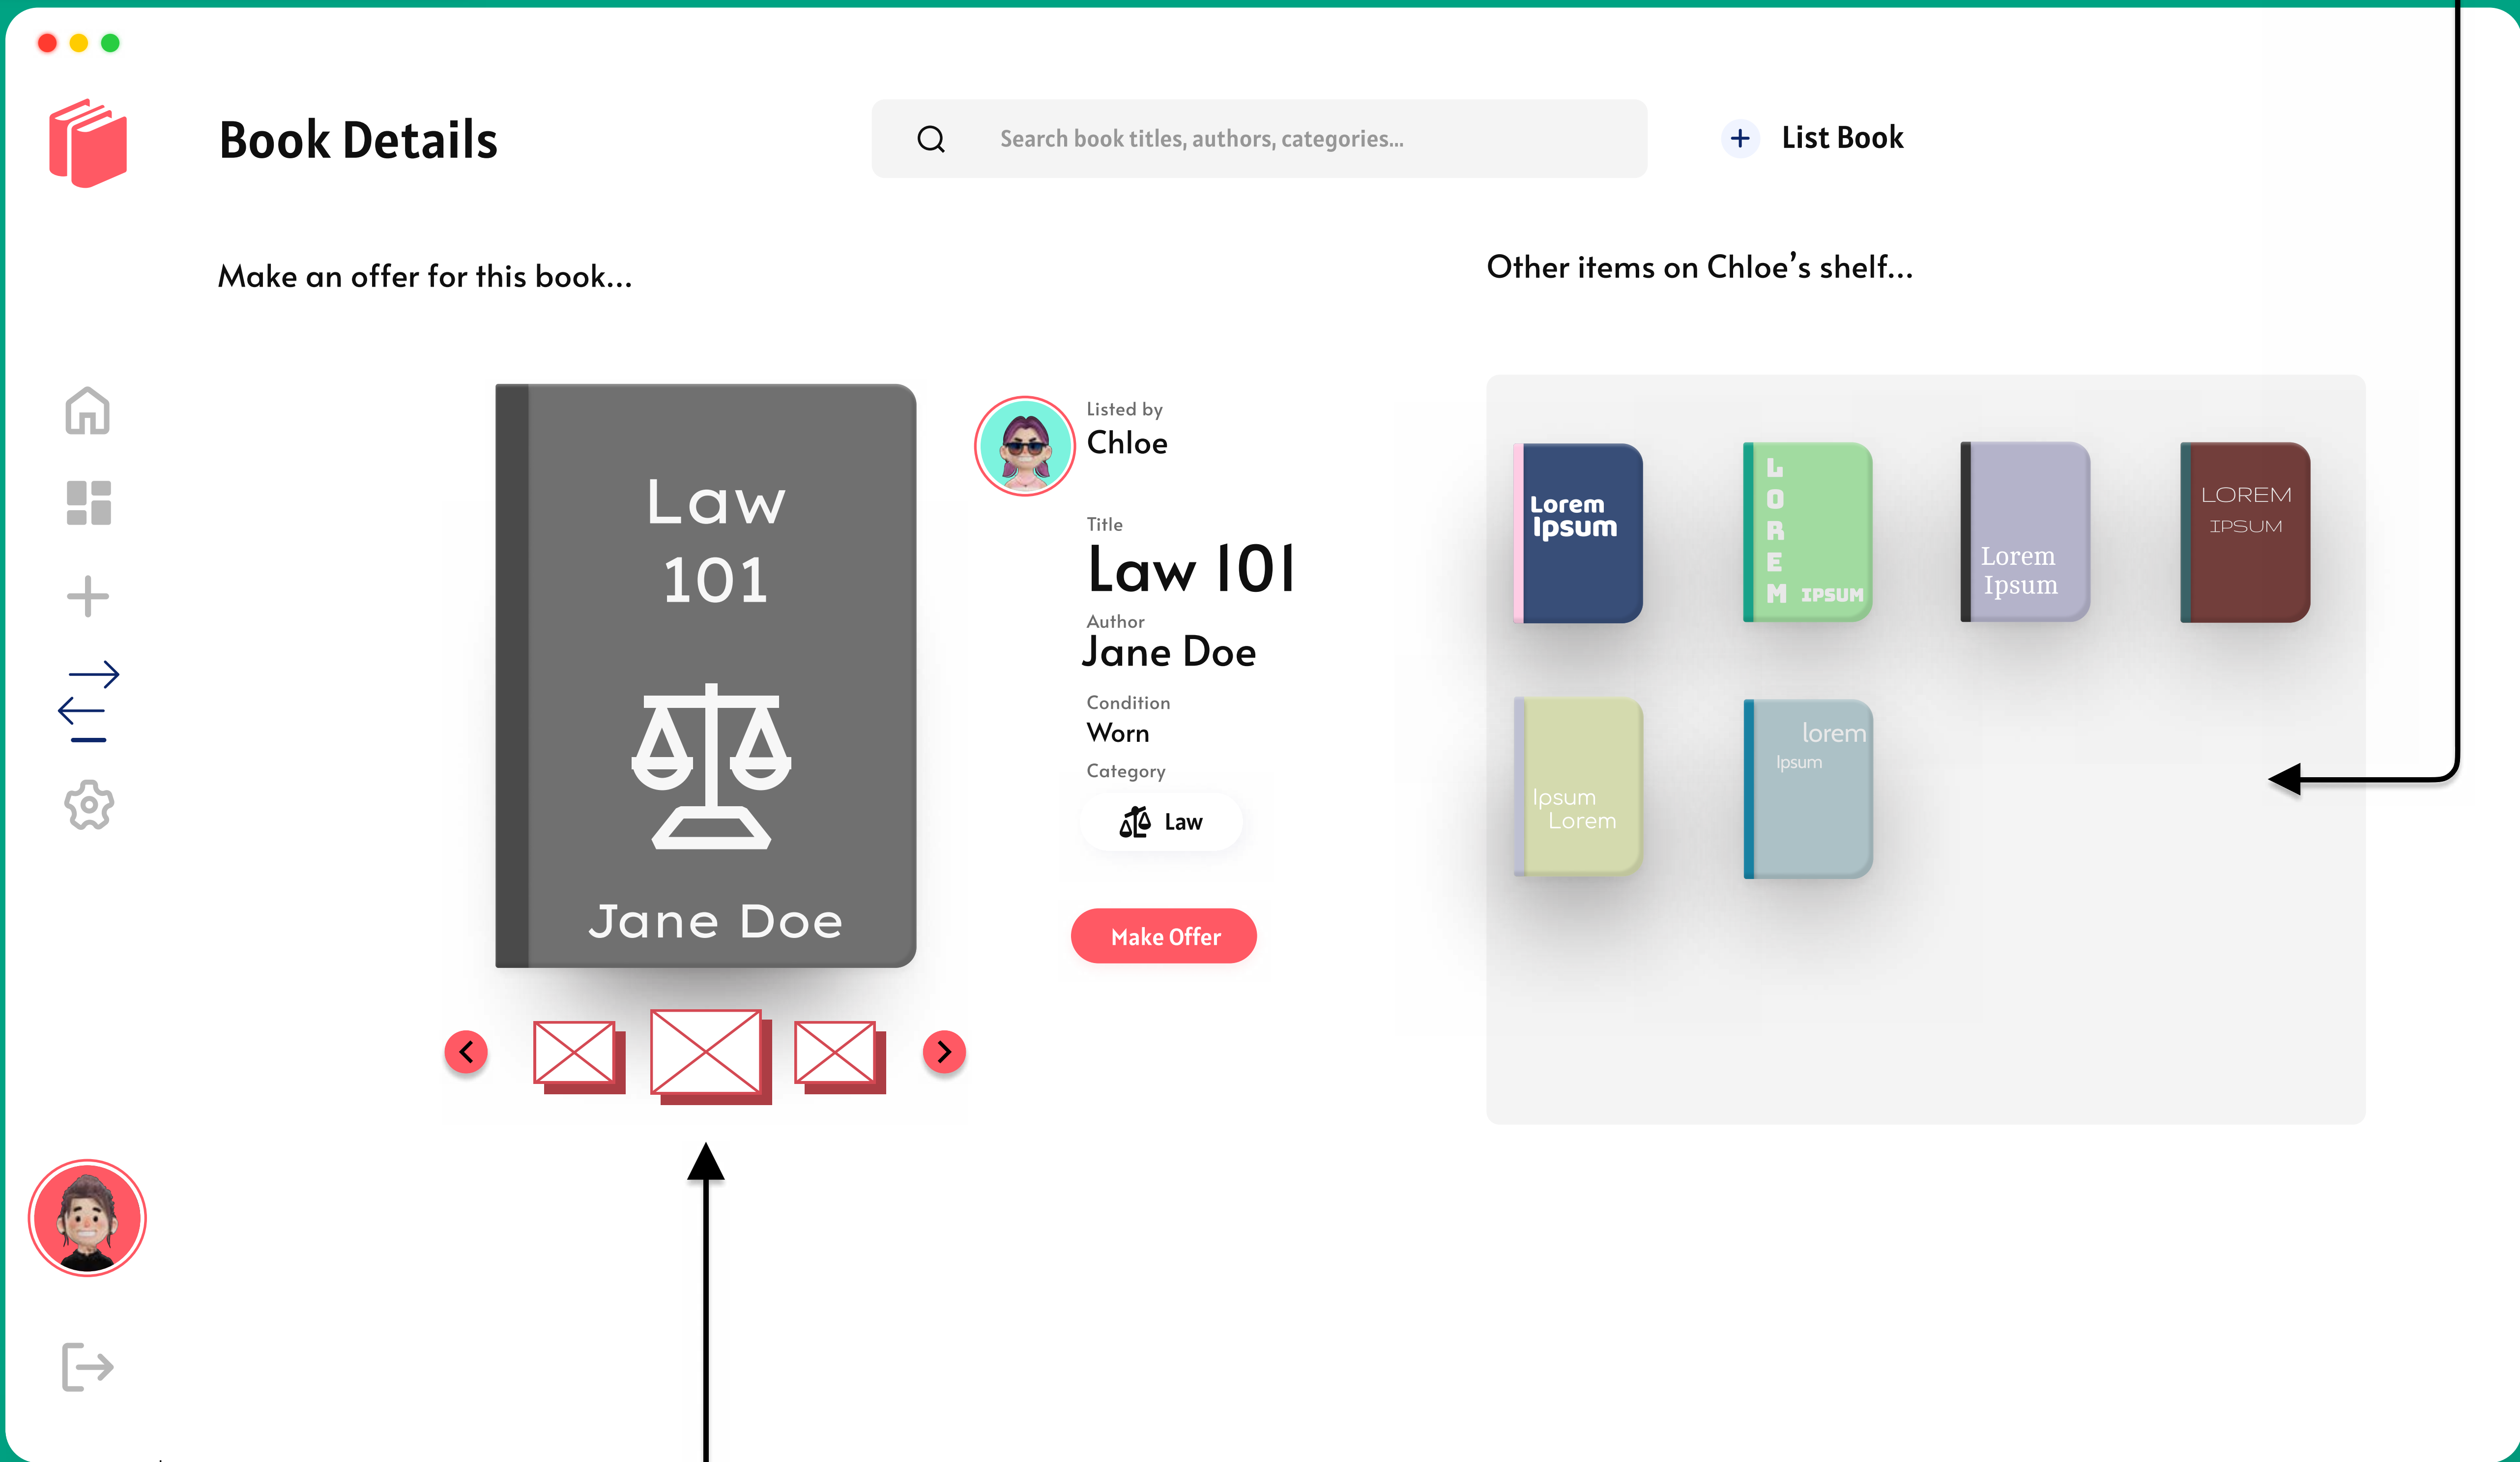 Book Details
Search book titles, authors, categories...
List Book
Make an offer for this book...
Other items on Chloe's shelf...
Law
101
Jane Doe
Listed by
Chloe
Title
Law 101
Author
Jane Doe
Condition
Worn
Category
Law
Make Offer
Lorem
Ipsum
LOREM
IPSUM
Lorem
Ipsum
LOREM
IPSUM
Ipsum
Lorem
lorem
Ipsum